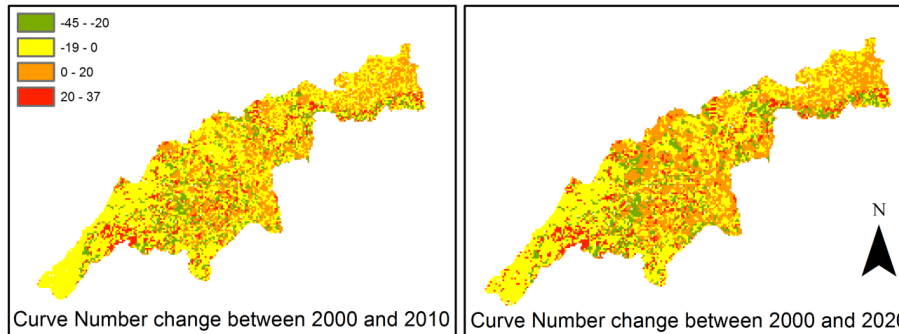 -45 - -20
-19 - 0
0 - 20
20 - 37
N
Curve Number change between 2000 and 2010
Curve Number change between 2000 and 2020